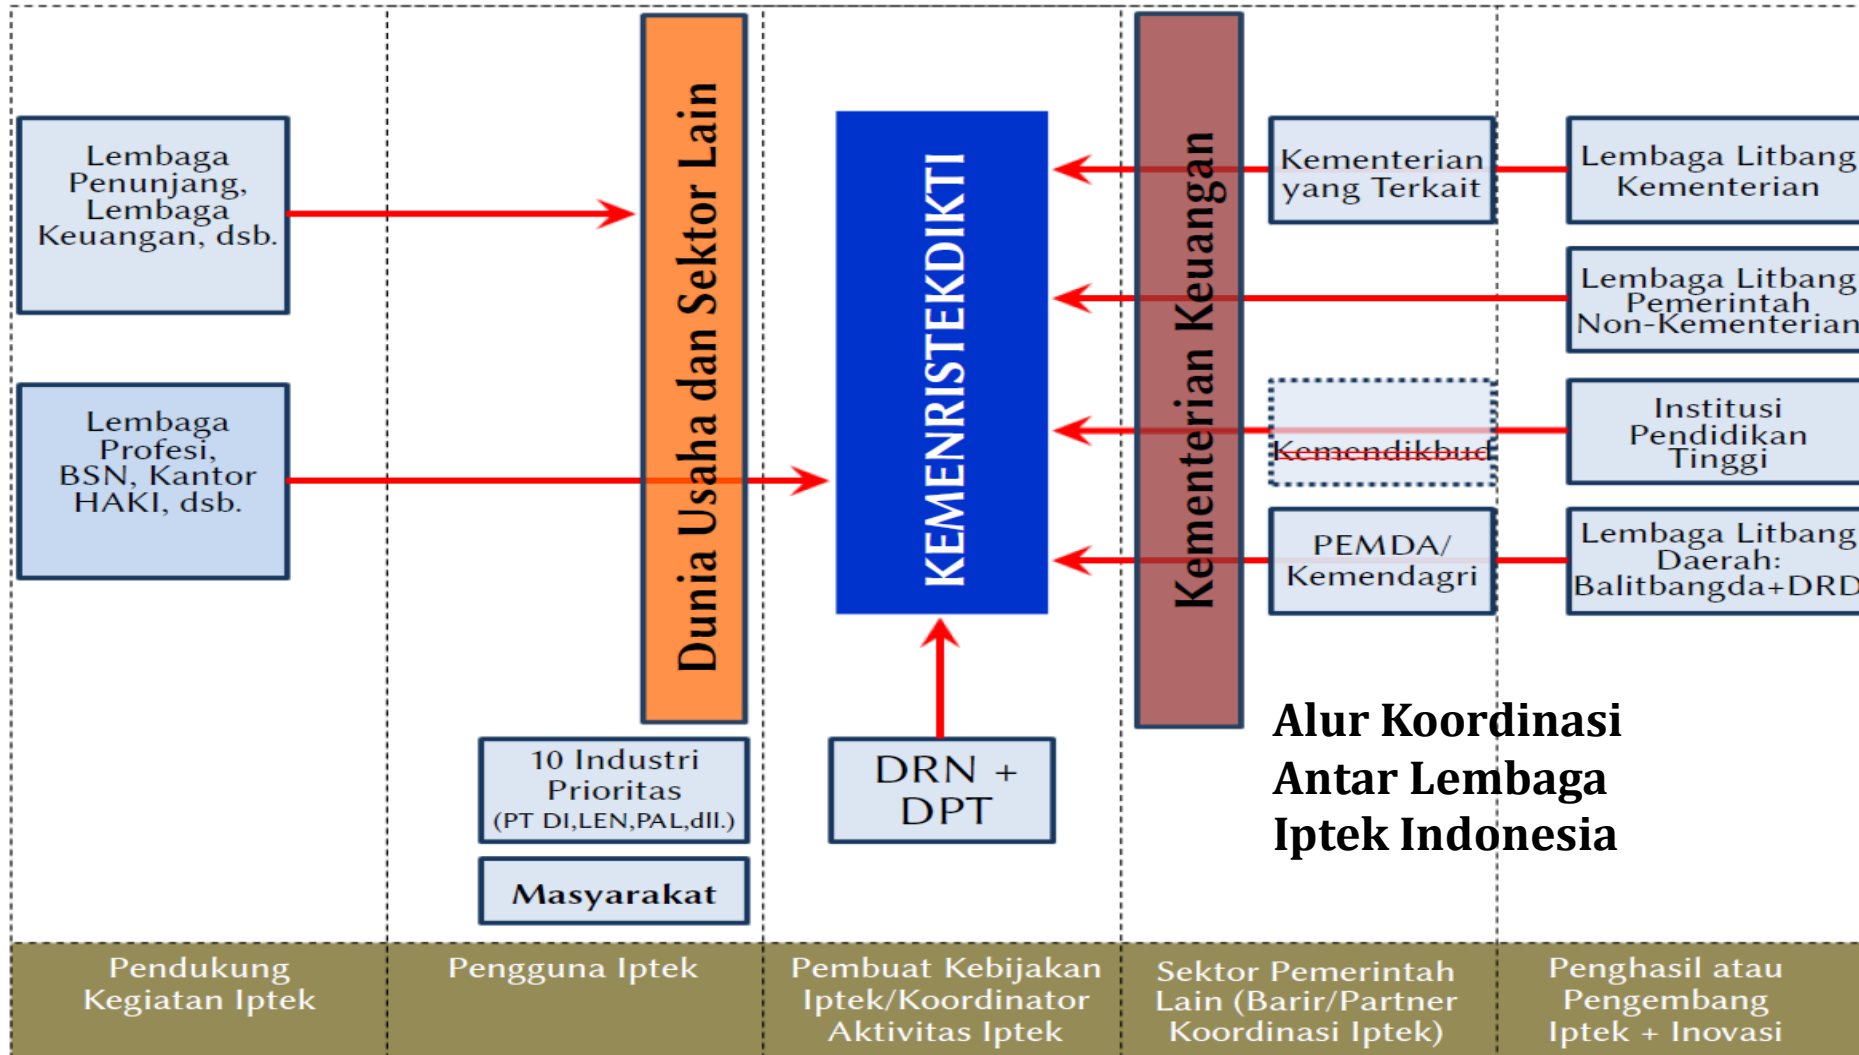 Lembaga
Penunjang,
Lembaga
Keuangan, dsb.
Lembaga
Profesi,
BSN, Kantor
HAKI, dsb.
Dunia Usaha dan Sektor Lain
10 Industri
Prioritas
(PT DI,LEN,PAL,dll.)
Masyarakat
KEMENRISTEKDIKTI
DRN +
DPT
Kementerian Keuangan
Kementerian
yang Terkait
Kemendikbud
PEMDA/
Kemendagri
Lembaga Litbang
Kementerian
Lembaga Litbang
Pemerintah
Non-Kementerian
Institusi
Pendidikan
Tinggi
Lembaga Litbang
Daerah:
Balitbangda+DRD
Alur Koordinasi
Antar Lembaga
Iptek Indonesia
Pendukung
Kegiatan Iptek
Pengguna Iptek
Pembuat Kebijakan
Iptek/Koordinator
Aktivitas Iptek
Sektor Pemerintah
Lain (Barir/Partner
Koordinasi Iptek)
Penghasil atau
Pengembang
Iptek + Inovasi